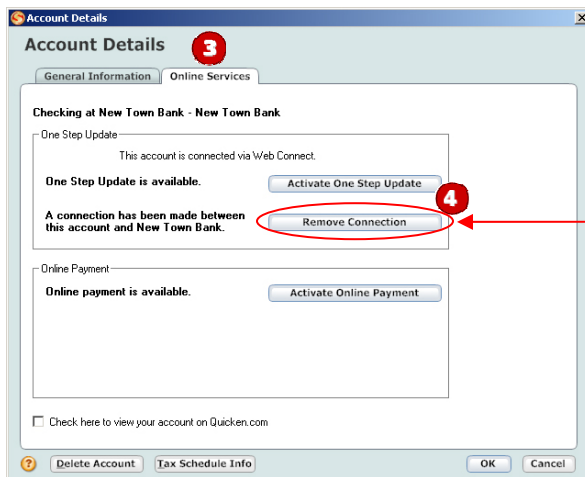 Account Details
Account Details
3
General Information
Online Services
Checking at New Town Bank - New Town Bank
One Step Update
This account is connected via Web Connect.
One Step Update is available.
Activate One Step Update
4
A connection has been made between
this account and New Town Bank.
Remove Connection
Online Payment
Online payment is available.
Activate Online Payment
Check here to view your account on Quicken.com
?
Delete Account
Tax Schedule Info
OK
Cancel